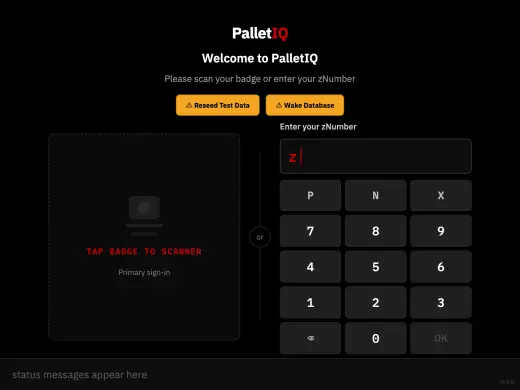 PalletIQ
Welcome to PalletIQ
Please scan your badge or enter your zNumber
⚠ Reseed Test Data
⚠ Wake Database
TAP BADGE TO SCANNER
Primary sign-in
or
Enter your zNumber
z
P N X
7 8 9
4 5 6
1 2 3
⌫ 0 OK
status messages appear here